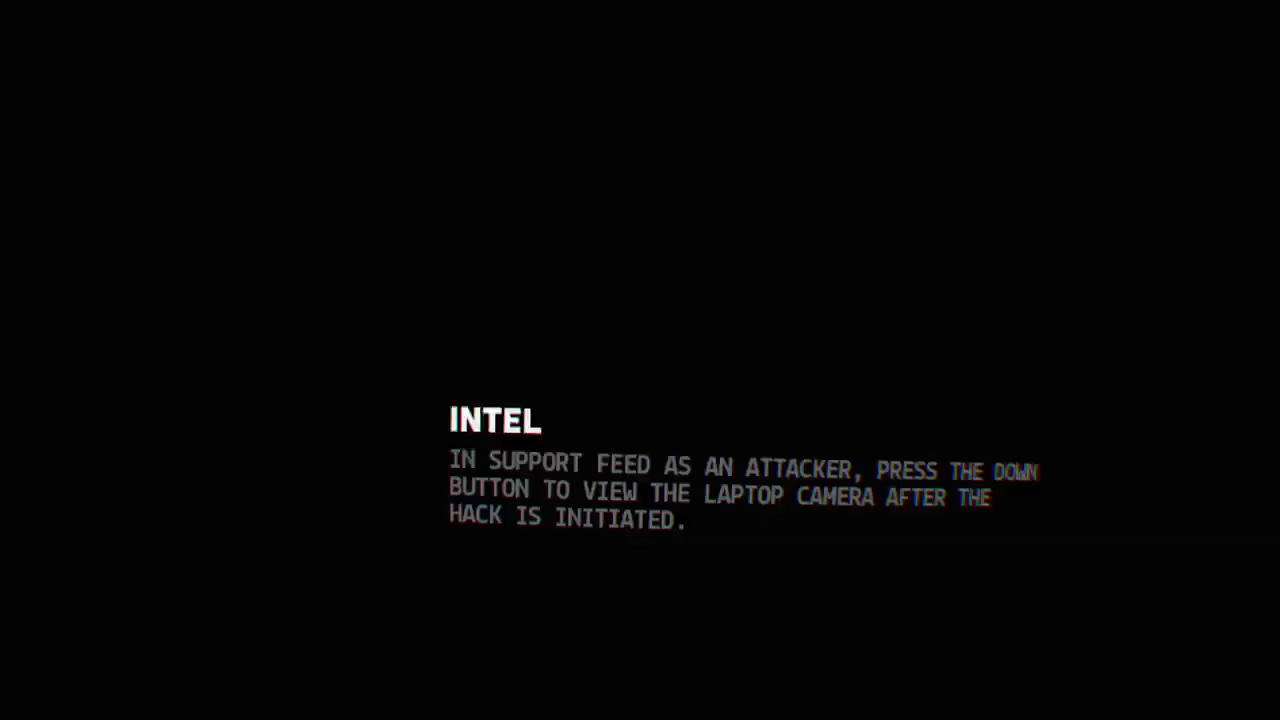 INTEL
IN SUPPORT FEED AS AN ATTACKER, PRESS THE DOWN
BUTTON TO VIEW THE LAPTOP CAMERA AFTER THE
HACK IS INITIATED.